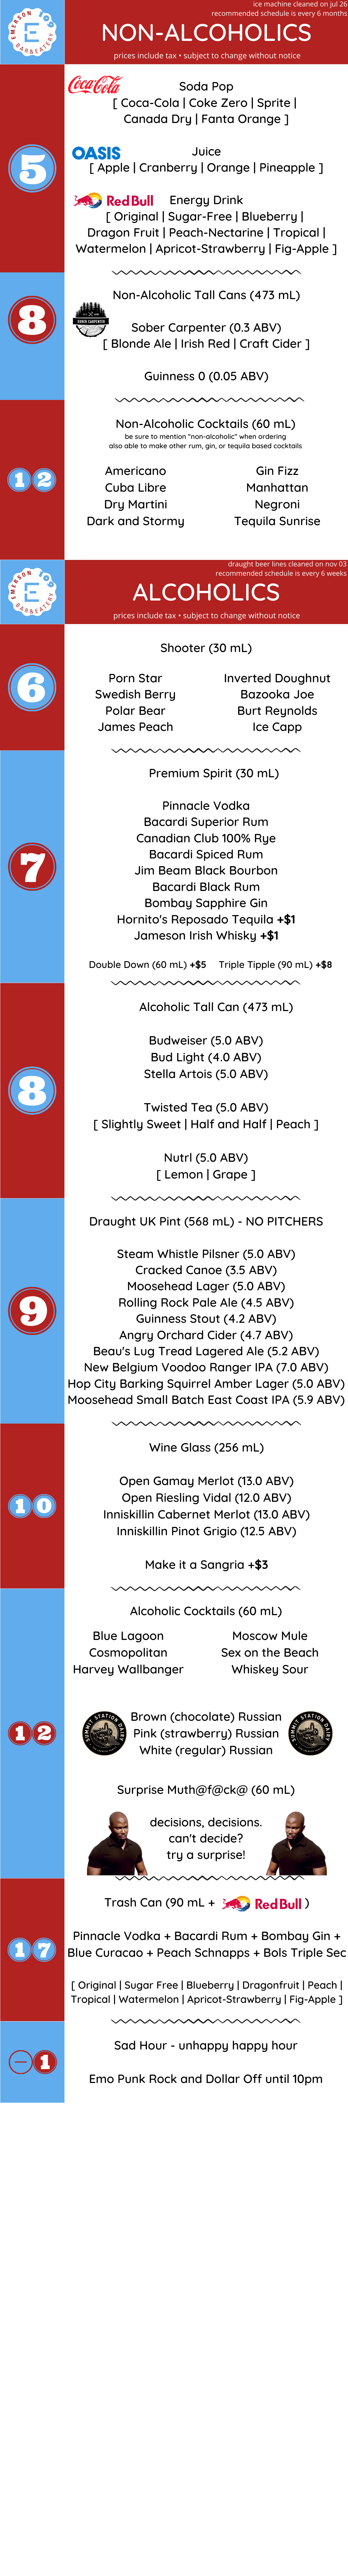 ice machine cleaned on jul 26
recommended schedule is every 6 months
EMERSON
E
BAR&EATERY
NON-ALCOHOLICS
prices include tax • subject to change without notice
5
Coca-Cola
Soda Pop
[ Coca-Cola | Coke Zero | Sprite |
Canada Dry | Fanta Orange ]
OASIS
Juice
[ Apple | Cranberry | Orange | Pineapple ]
Red Bull
Energy Drink
[ Original | Sugar-Free | Blueberry |
Dragon Fruit | Peach-Nectarine | Tropical |
Watermelon | Apricot-Strawberry | Fig-Apple ]
8
Non-Alcoholic Tall Cans (473 mL)
SOBER CARPENTER
Sober Carpenter (0.3 ABV)
[ Blonde Ale | Irish Red | Craft Cider ]
Guinness 0 (0.05 ABV)
12
Non-Alcoholic Cocktails (60 mL)
be sure to mention "non-alcoholic" when ordering
also able to make other rum, gin, or tequila based cocktails
Americano
Cuba Libre
Dry Martini
Dark and Stormy
Gin Fizz
Manhattan
Negroni
Tequila Sunrise
draught beer lines cleaned on nov 03
recommended schedule is every 6 weeks
EMERSON
E
BAR&EATERY
ALCOHOLICS
prices include tax • subject to change without notice
6
Shooter (30 mL)
Porn Star
Swedish Berry
Polar Bear
James Peach
Inverted Doughnut
Bazooka Joe
Burt Reynolds
Ice Capp
7
Premium Spirit (30 mL)
Pinnacle Vodka
Bacardi Superior Rum
Canadian Club 100% Rye
Bacardi Spiced Rum
Jim Beam Black Bourbon
Bacardi Black Rum
Bombay Sapphire Gin
Hornito's Reposado Tequila +$1
Jameson Irish Whisky +$1
Double Down (60 mL) +$5 Triple Tipple (90 mL) +$8
8
Alcoholic Tall Can (473 mL)
Budweiser (5.0 ABV)
Bud Light (4.0 ABV)
Stella Artois (5.0 ABV)
Twisted Tea (5.0 ABV)
[ Slightly Sweet | Half and Half | Peach ]
Nutrl (5.0 ABV)
[ Lemon | Grape ]
9
Draught UK Pint (568 mL) - NO PITCHERS
Steam Whistle Pilsner (5.0 ABV)
Cracked Canoe (3.5 ABV)
Moosehead Lager (5.0 ABV)
Rolling Rock Pale Ale (4.5 ABV)
Guinness Stout (4.2 ABV)
Angry Orchard Cider (4.7 ABV)
Beau's Lug Tread Lagered Ale (5.2 ABV)
New Belgium Voodoo Ranger IPA (7.0 ABV)
Hop City Barking Squirrel Amber Lager (5.0 ABV)
Moosehead Small Batch East Coast IPA (5.9 ABV)
10
Wine Glass (256 mL)
Open Gamay Merlot (13.0 ABV)
Open Riesling Vidal (12.0 ABV)
Inniskillin Cabernet Merlot (13.0 ABV)
Inniskillin Pinot Grigio (12.5 ABV)
Make it a Sangria +$3
12
Alcoholic Cocktails (60 mL)
Blue Lagoon
Cosmopolitan
Harvey Wallbanger
Moscow Mule
Sex on the Beach
Whiskey Sour
SUMMIT STATION DAIRY
Brown (chocolate) Russian
Pink (strawberry) Russian
White (regular) Russian
SUMMIT STATION DAIRY
Surprise Muth@f@ck@ (60 mL)
decisions, decisions.
can't decide?
try a surprise!
17
Trash Can (90 mL + Red Bull )
Pinnacle Vodka + Bacardi Rum + Bombay Gin +
Blue Curacao + Peach Schnapps + Bols Triple Sec
[ Original | Sugar Free | Blueberry | Dragonfruit | Peach |
Tropical | Watermelon | Apricot-Strawberry | Fig-Apple ]
-1
Sad Hour - unhappy happy hour
Emo Punk Rock and Dollar Off until 10pm